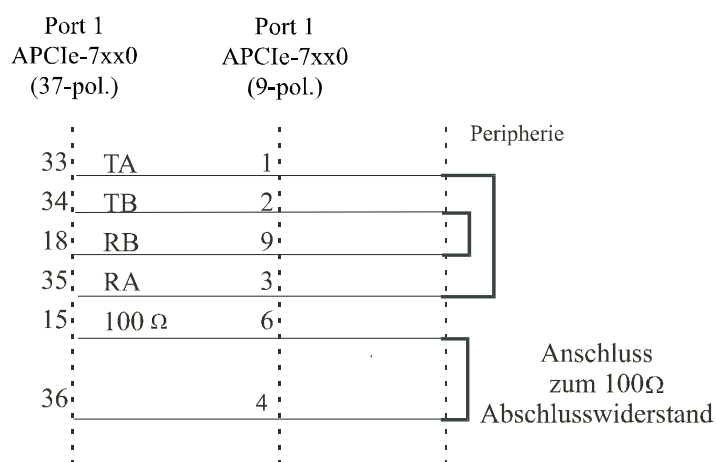 Port 1
APCIe-7xx0
(37-pol.)
Port 1
APCIe-7xx0
(9-pol.)
Peripherie
33 TA 1
34 TB 2
18 RB 9
35 RA 3
15 100 Ω 6
36 4
Anschluss
zum 100Ω
Abschlusswiderstand